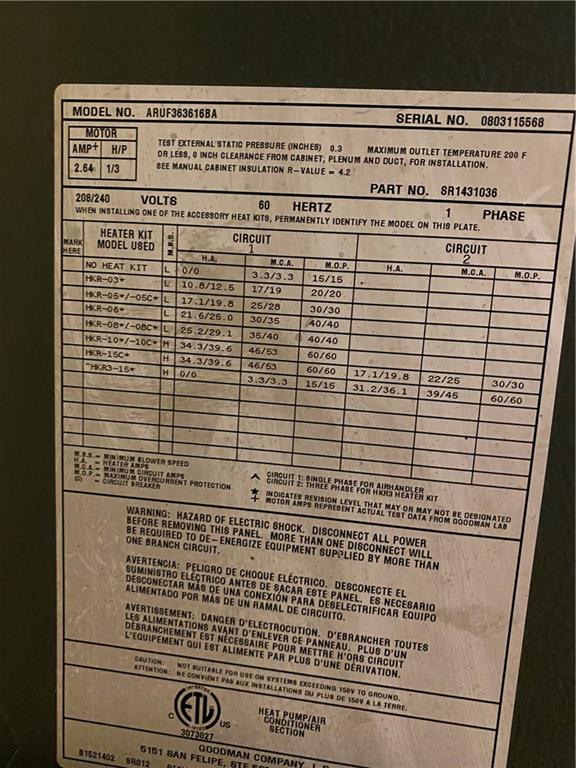 MODEL NO. ARUF363616BA SERIAL NO. 0803115568
MOTOR
AMP+ H/P
2.64 1/3
TEST EXTERNAL STATIC PRESSURE (INCHES) 0.3 MAXIMUM OUTLET TEMPERATURE 200 F
OR LESS, 0 INCH CLEARANCE FROM CABINET, PLENUM AND DUCT, FOR INSTALLATION.
SEE MANUAL CABINET INSULATION R-VALUE = 4.2
PART NO. SR1431036
208/240 VOLTS 60 HERTZ 1 PHASE
WHEN INSTALLING ONE OF THE ACCESSORY HEAT KITS, PERMANENTLY IDENTIFY THE MODEL ON THIS PLATE.
MARK HERE HEATER KIT MODEL USED M.B.S. CIRCUIT 1 CIRCUIT 2
H.A. M.C.A. M.O.P. H.A. M.C.A. M.O.P.
NO HEAT KIT L 0/0 3.3/3.3 15/15
HKR-03* L 10.8/12.5 17/19 20/20
HKR-05*/-05C* L 17.1/19.8 25/28 30/30
HKR-06* L 21.6/25.0 30/35 40/40
HKR-08*/-08C* L 25.2/29.1 35/40 40/40
HKR-10*/-10C* M 34.3/39.6 46/53 60/60
HKR-15C* H 34.3/39.6 46/53 60/60 17.1/19.8 22/25 30/30
^HKR3-15* H 0/0 3.3/3.3 15/15 31.2/36.1 39/45 60/60
M.B.S.= MINIMUM BLOWER SPEED
H.A. = HEATER AMPS
M.C.A.= MINIMUM CIRCUIT AMPS
M.O.P.= MAXIMUM OVERCURRENT PROTECTION
= CIRCUIT BREAKER
^ CIRCUIT 1: SINGLE PHASE FOR AIRHANDLER
CIRCUIT 2: THREE PHASE FOR HKR3 HEATER KIT
* INDICATES REVISION LEVEL THAT MAY OR MAY NOT BE DESIGNATED
+ MOTOR AMPS REPRESENT ACTUAL TEST DATA FROM GOODMAN LAB
WARNING: HAZARD OF ELECTRIC SHOCK. DISCONNECT ALL POWER
BEFORE REMOVING THIS PANEL. MORE THAN ONE DISCONNECT WILL
BE REQUIRED TO DE-ENERGIZE EQUIPMENT SUPPLIED BY MORE THAN
ONE BRANCH CIRCUIT.
AVERTENCIA: PELIGRO DE CHOQUE ELÉCTRICO. DESCONECTE EL
SUMINISTRO ELÉCTRICO ANTES DE SACAR ESTE PANEL. ES NECESARIO
DESCONECTAR MÁS DE UNA CONEXIÓN PARA DESELECTRIFICAR EQUIPO
ALIMENTADO POR MÁS DE UN RAMAL DE CIRCUITO.
AVERTISSEMENT: DANGER D'ELECTROCUTION. D'EBRANCHER TOUTES
LES ALIMENTATIONS AVANT D'ENLEVER CE PANNEAU. PLUS D'UN
DÉBRANCHEMENT EST NÉCESSAIRE POUR METTRE H'ORS CIRCUIT
L'EQUIPEMENT QUI EST ALIMENTE PAR PLUS D'UNE DÉRIVATION.
CAUTION: NOT SUITABLE FOR USE ON SYSTEMS EXCEEDING 150V TO GROUND.
ATTENTION: NE CONVIENT PAS AUX INSTALLATIONS DU PLUS DE 150V A LA TERRE.
C ETL US
INTERTEK
3073027
HEAT PUMP/AIR
CONDITIONER
SECTION
GOODMAN COMPANY, L.P.
5151 SAN FELIPE, STE
B1521402 SR012